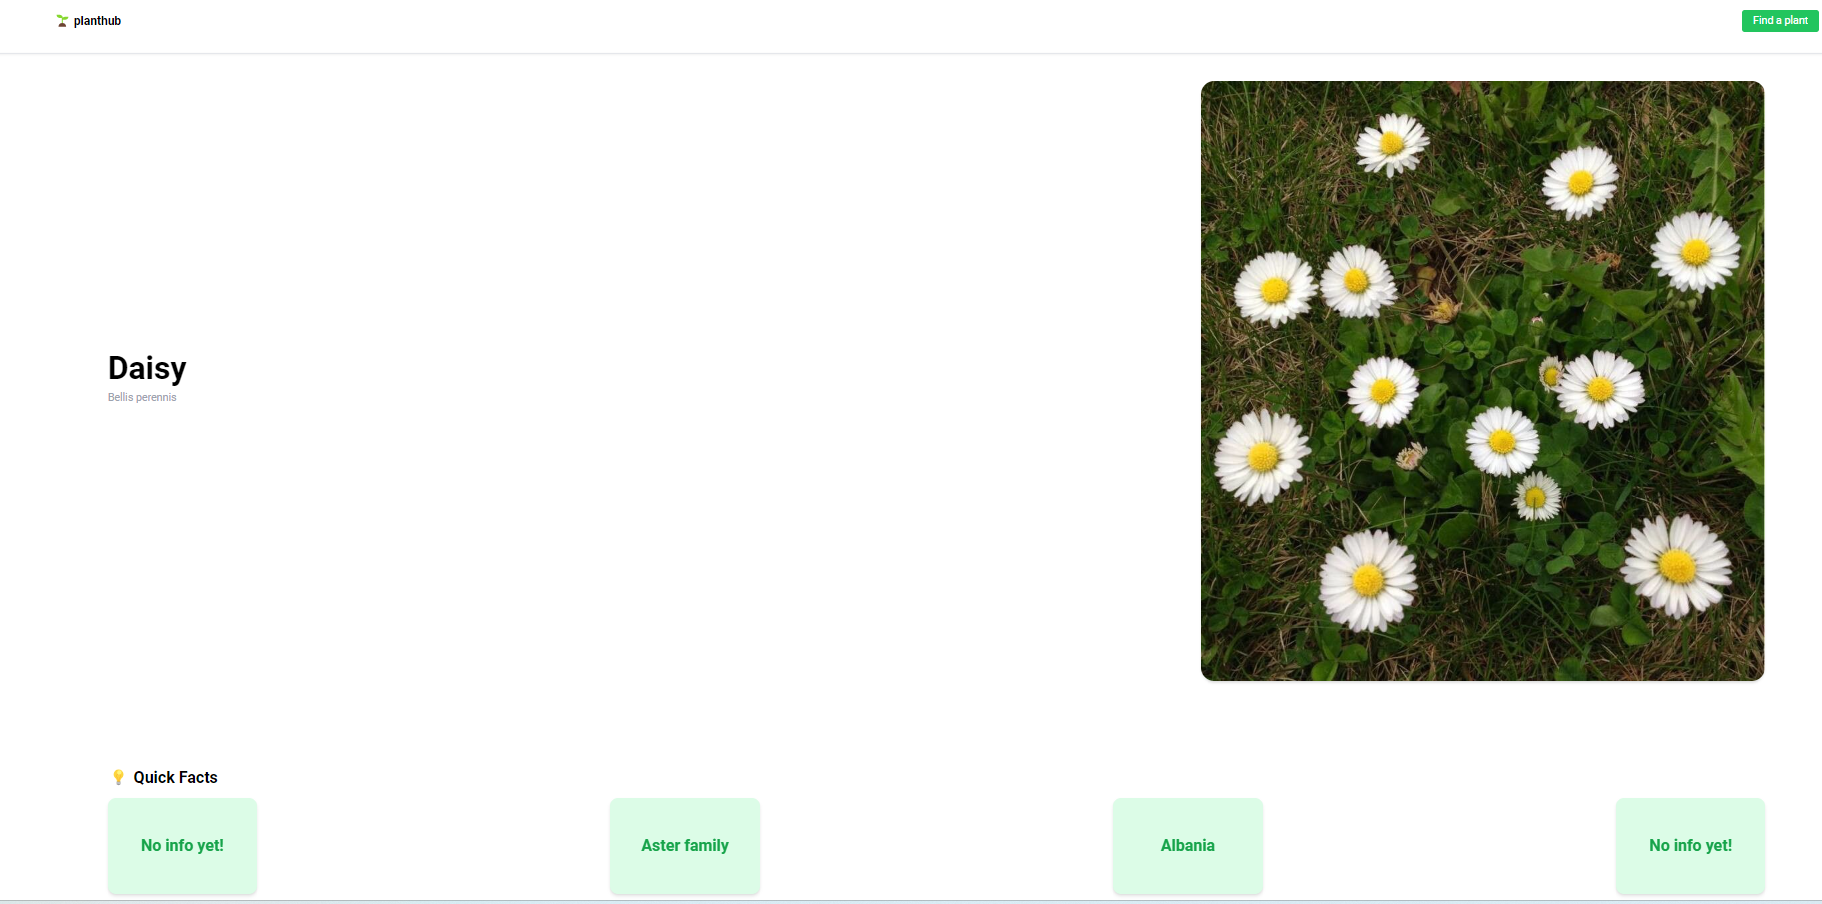 planthub
Find a plant
Daisy
Bellis perennis
Quick Facts
No info yet!
Aster family
Albania
No info yet!